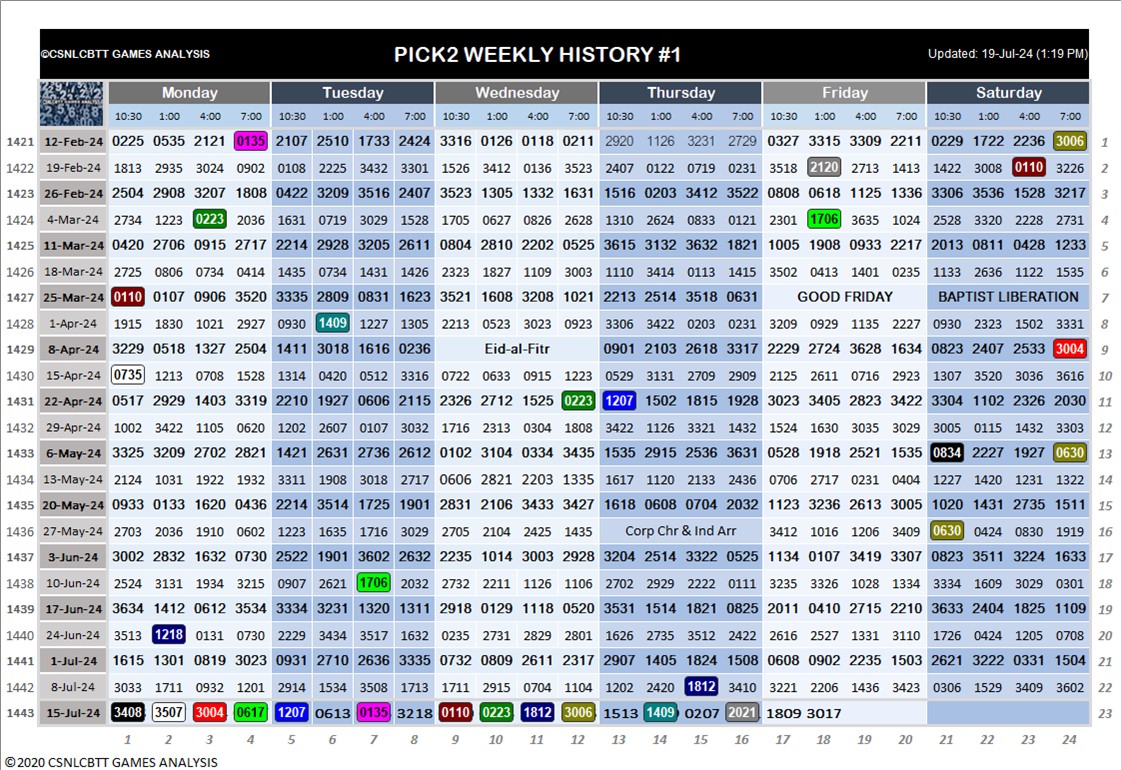 ©CSNLCBTT GAMES ANALYSIS PICK2 WEEKLY HISTORY #1 Updated: 19-Jul-24 (1:19 PM)
Monday Tuesday Wednesday Thursday Friday Saturday
10:30 1:00 4:00 7:00 10:30 1:00 4:00 7:00 10:30 1:00 4:00 7:00 10:30 1:00 4:00 7:00 10:30 1:00 4:00 7:00 10:30 1:00 4:00 7:00
1421 12-Feb-24 0225 0535 2121 0135 2107 2510 1733 2424 3316 0126 0118 0211 2920 1126 3231 2729 0327 3315 3309 2211 0229 1722 2236 3006 1
1422 19-Feb-24 1813 2935 3024 0902 0108 2225 3432 3301 1526 3412 0136 3523 2407 0122 0719 0231 3518 2120 2713 1413 1422 3008 0110 3226 2
1423 26-Feb-24 2504 2908 3207 1808 0422 3209 3516 2407 3523 1305 1332 1631 1516 0203 3412 3522 0808 0618 1125 1336 3306 3536 1528 3217 3
1424 4-Mar-24 2734 1223 0223 2036 1631 0719 3029 1528 1705 0627 0826 2628 1310 2624 0833 0121 2301 1706 3635 1124 2528 3320 2228 2731 4
1425 11-Mar-24 0420 2706 0915 2717 2214 2928 3205 2611 0804 2810 2202 0525 3615 3132 3632 1821 1005 1908 0933 2217 2013 0811 0428 1233 5
1426 18-Mar-24 2725 0806 0734 0414 1435 0734 1431 1426 2323 1827 1109 3003 1110 3414 0113 1415 3502 0413 1401 0235 1133 2636 1122 1535 6
1427 25-Mar-24 0110 0107 0906 3520 3335 2809 0831 1623 3521 1608 3208 1021 2213 2514 3518 0631 GOOD FRIDAY BAPTIST LIBERATION 7
1428 1-Apr-24 1915 1830 1021 2927 0930 1409 1227 1305 2213 0523 3023 0923 3306 3422 0203 0231 3209 0929 1135 2227 0930 2323 1502 3331 8
1429 8-Apr-24 3229 0518 1327 2504 1411 3018 1616 0236 Eid-al-Fitr 0901 2103 2618 3317 2229 2724 3628 1634 0823 2407 2533 3004 9
1430 15-Apr-24 0735 1213 0708 1528 1314 0420 0512 3316 0722 0633 0915 1223 0529 3131 2709 2909 2125 2611 0716 2923 1307 3520 3036 3616 10
1431 22-Apr-24 0517 2929 1403 3319 2210 1927 0606 2115 2326 2712 1525 0223 1207 1502 1815 1928 3023 3405 2823 3422 3304 1102 2326 2030 11
1432 29-Apr-24 1002 3422 1105 0620 1202 2607 0107 3032 1716 2313 0304 1808 3422 1126 3321 1432 1524 1630 3035 3029 3005 0115 1432 3303 12
1433 6-May-24 3325 3209 2702 2821 1421 2631 2736 2612 0102 3104 0334 3435 1535 2915 2536 3631 0528 1918 2521 1535 0834 2227 1927 0630 13
1434 13-May-24 2124 1031 1922 1932 3311 1908 3018 2717 0606 2821 2203 1335 1617 1120 2133 2436 0706 2717 0231 0404 1227 1420 1231 1322 14
1435 20-May-24 0933 0133 1620 0436 2214 3514 1725 1901 2831 2106 3433 3427 1618 0608 0704 2032 1123 3236 2613 3005 1020 1431 2735 1511 15
1436 27-May-24 2703 2036 1910 0602 1223 1635 1716 3029 2705 2104 2425 1435 Corp Chr & Ind Arr 3412 1016 1206 3409 0630 0424 0830 1919 16
1437 3-Jun-24 3002 2832 1632 0730 2522 1901 3602 2632 2235 1014 3003 2928 3204 2514 3322 0525 1134 0107 3419 3307 0823 3511 3224 1633 17
1438 10-Jun-24 2524 3131 1934 3215 0907 2621 1706 2032 2732 2211 1126 1106 2702 2929 2222 0111 3235 3526 1028 1334 3334 1609 3029 0301 18
1439 17-Jun-24 3634 1412 0612 3534 3334 3231 1320 1311 2918 0129 1118 0520 3531 1514 1821 0825 2011 0410 2715 2210 3633 2404 1825 1109 19
1440 24-Jun-24 3513 1218 0131 0730 2229 3434 3517 1632 0235 2731 2829 2801 1626 2735 3512 2422 2616 2527 1331 3110 1726 0424 1205 0708 20
1441 1-Jul-24 1615 1301 0819 3023 0931 2710 2636 3335 0732 0809 2611 2317 2907 1405 1824 1508 0608 0902 2235 1503 2621 3222 0331 1504 21
1442 8-Jul-24 3033 1711 0932 1201 2914 1534 3508 1713 1711 2915 0704 1104 1202 2420 1812 3410 3221 2206 1436 3423 0306 1529 3409 3602 22
1443 15-Jul-24 3408 3507 3004 0617 1207 0613 0135 3218 0110 0223 1812 3006 1513 1409 0207 2021 1809 3017 23
1 2 3 4 5 6 7 8 9 10 11 12 13 14 15 16 17 18 19 20 21 22 23 24
©2020 CSNLCBTT GAMES ANALYSIS